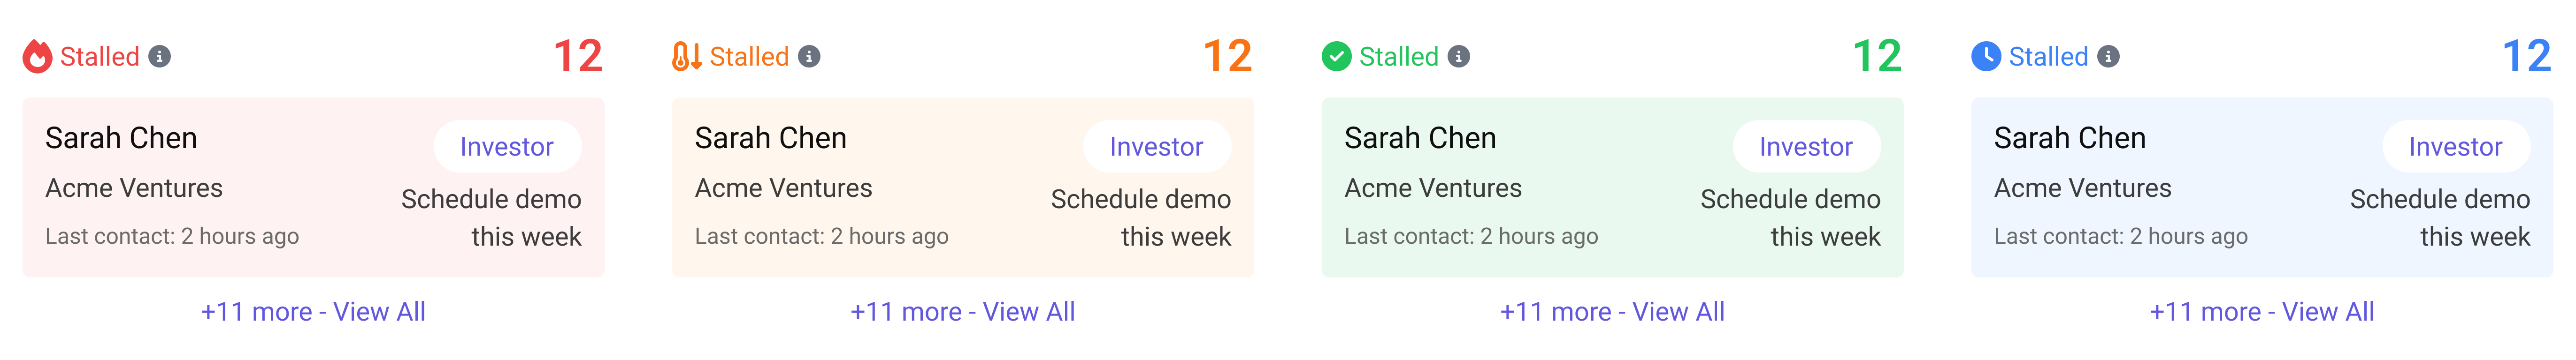 Stalled 12
Sarah Chen
Investor
Acme Ventures
Schedule demo
this week
Last contact: 2 hours ago
+11 more - View All
Stalled 12
Sarah Chen
Investor
Acme Ventures
Schedule demo
this week
Last contact: 2 hours ago
+11 more - View All
Stalled 12
Sarah Chen
Investor
Acme Ventures
Schedule demo
this week
Last contact: 2 hours ago
+11 more - View All
Stalled 12
Sarah Chen
Investor
Acme Ventures
Schedule demo
this week
Last contact: 2 hours ago
+11 more - View All